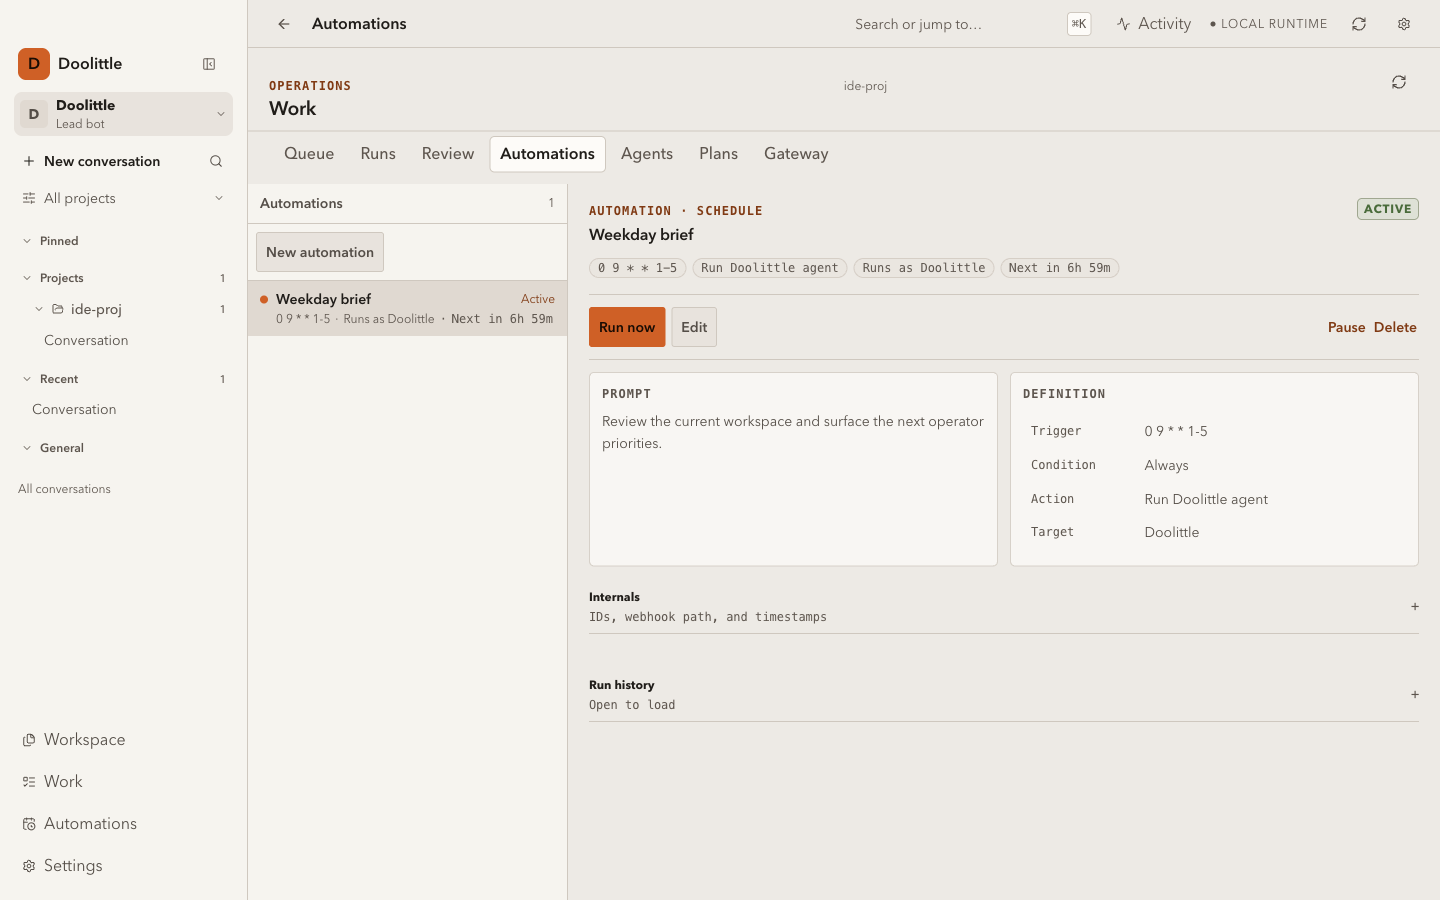 D Doolittle
D Doolittle
Lead bot
New conversation
All projects
Pinned
Projects 1
ide-proj 1
Conversation
Recent 1
Conversation
General
All conversations
Workspace
Work
Automations
Settings
Automations
Search or jump to… ⌘K
Activity
LOCAL RUNTIME
OPERATIONS
Work
ide-proj
Queue Runs Review Automations Agents Plans Gateway
Automations 1
New automation
Weekday brief Active
0 9 * * 1-5 · Runs as Doolittle · Next in 6h 59m
AUTOMATION · SCHEDULE
ACTIVE
Weekday brief
0 9 * * 1-5 Run Doolittle agent Runs as Doolittle Next in 6h 59m
Run now Edit Pause Delete
PROMPT
Review the current workspace and surface the next operator
priorities.
DEFINITION
Trigger 0 9 * * 1-5
Condition Always
Action Run Doolittle agent
Target Doolittle
Internals
IDs, webhook path, and timestamps
+
Run history
Open to load
+